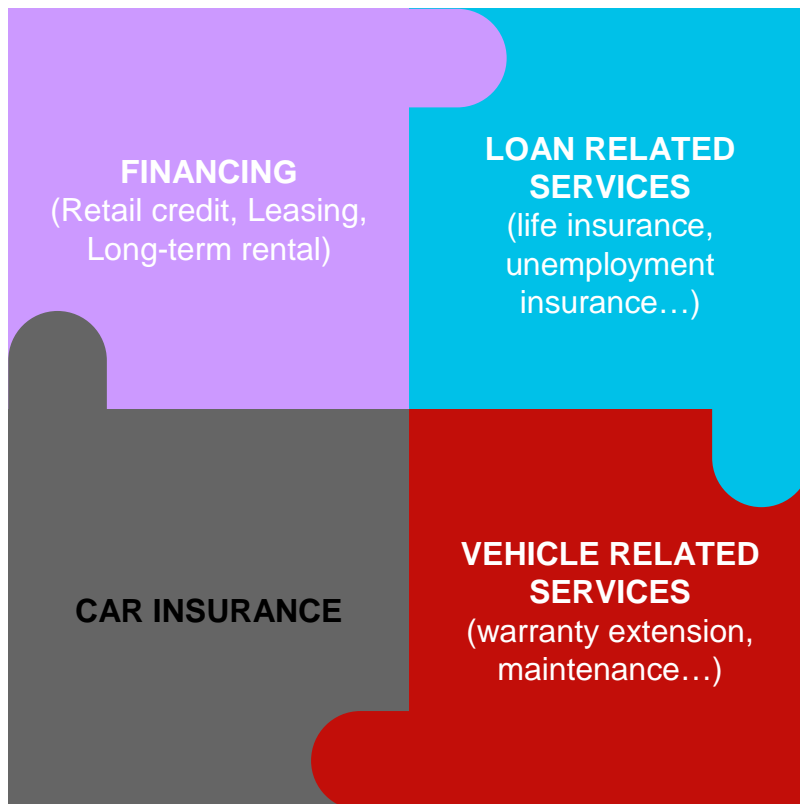 FINANCING
(Retail credit, Leasing,
Long-term rental)
LOAN RELATED
SERVICES
(life insurance,
unemployment
insurance…)
CAR INSURANCE
VEHICLE RELATED
SERVICES
(warranty extension,
maintenance…)